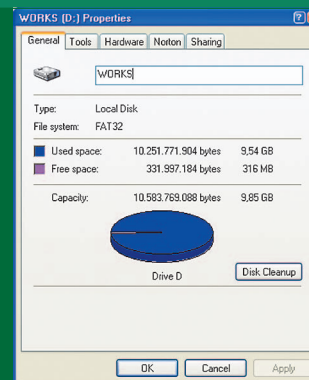 WORKS (D:) Properties
General Tools Hardware Norton Sharing
WORKS
Type: Local Disk
File system: FAT32
Used space: 10.251.771.904 bytes 9,54 GB
Free space: 331.997.184 bytes 316 MB
Capacity: 10.583.769.088 bytes 9,85 GB
Drive D
Disk Cleanup
OK Cancel Apply